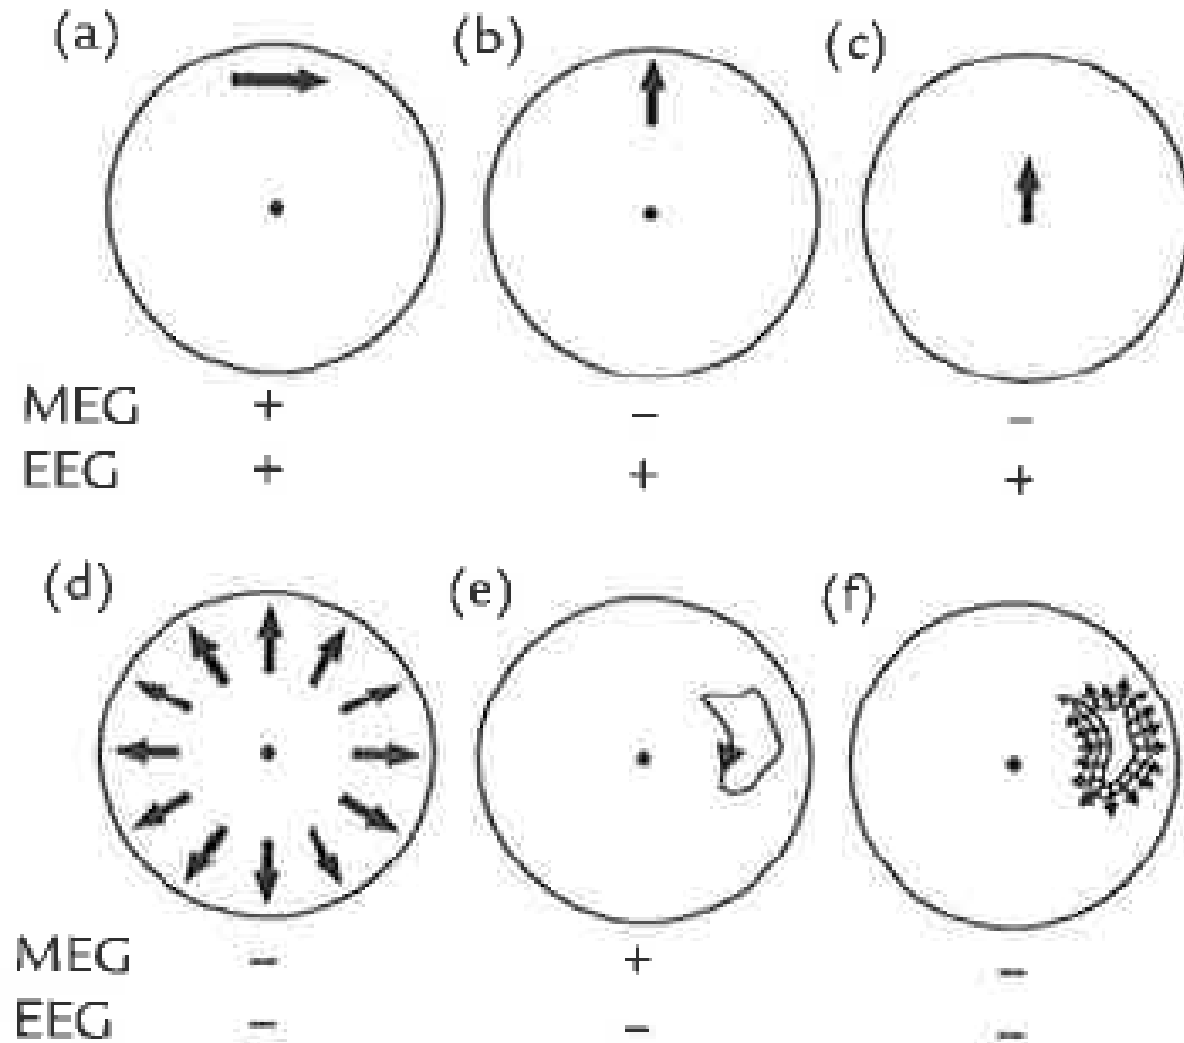 (a) (b) (c)
MEG + − −
EEG + + +
(d) (e) (f)
MEG − + −
EEG − − −